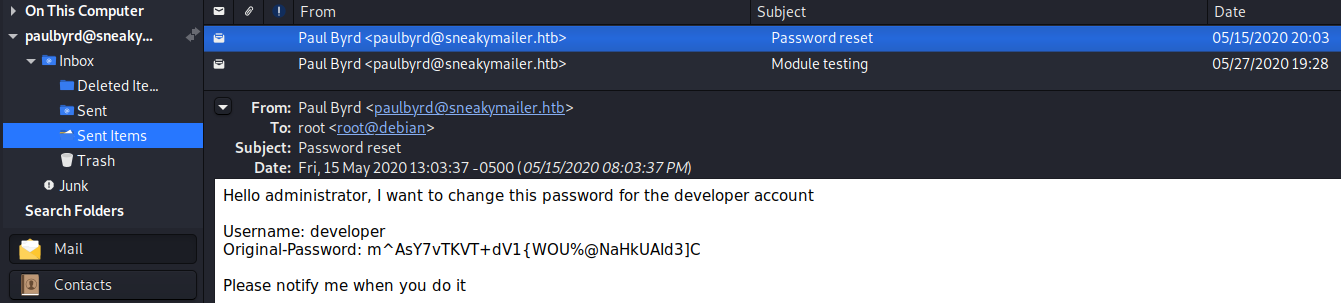 On This Computer
paulbyrd@sneaky...
Inbox
Deleted Ite...
Sent
Sent Items
Trash
Junk
Search Folders
Mail
Contacts
From Subject Date
Paul Byrd <paulbyrd@sneakymailer.htb> Password reset 05/15/2020 20:03
Paul Byrd <paulbyrd@sneakymailer.htb> Module testing 05/27/2020 19:28
From: Paul Byrd <paulbyrd@sneakymailer.htb>
To: root <root@debian>
Subject: Password reset
Date: Fri, 15 May 2020 13:03:37 -0500 (05/15/2020 08:03:37 PM)
Hello administrator, I want to change this password for the developer account
Username: developer
Original-Password: m^AsY7vTKVT+dV1{WOU%@NaHkUAId3]C
Please notify me when you do it